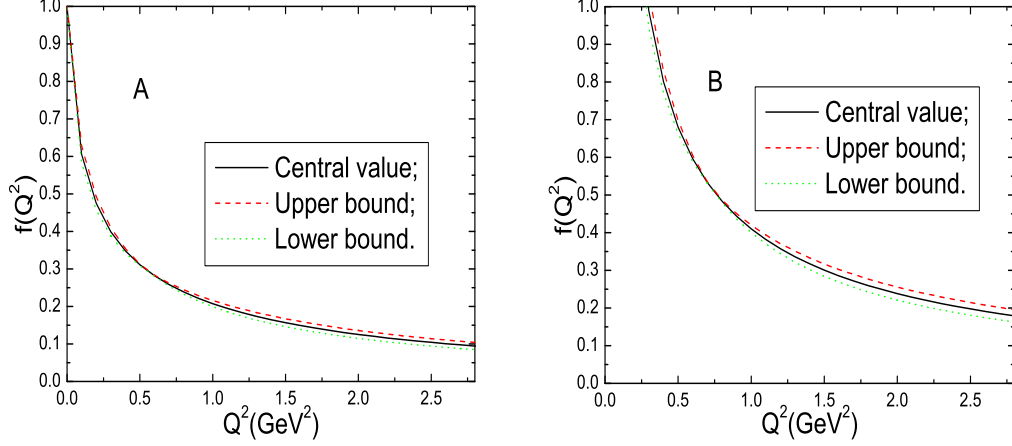 1.0
0.9
0.8
0.7
0.6
0.5
0.4
0.3
0.2
0.1
0.0
f(Q²)
A
Central value;
Upper bound;
Lower bound.
0.0 0.5 1.0 1.5 2.0 2.5
Q²(GeV²)
1.0
0.9
0.8
0.7
0.6
0.5
0.4
0.3
0.2
0.1
0.0
f(Q²)
B
Central value;
Upper bound;
Lower bound.
0.0 0.5 1.0 1.5 2.0 2.5
Q²(GeV²)